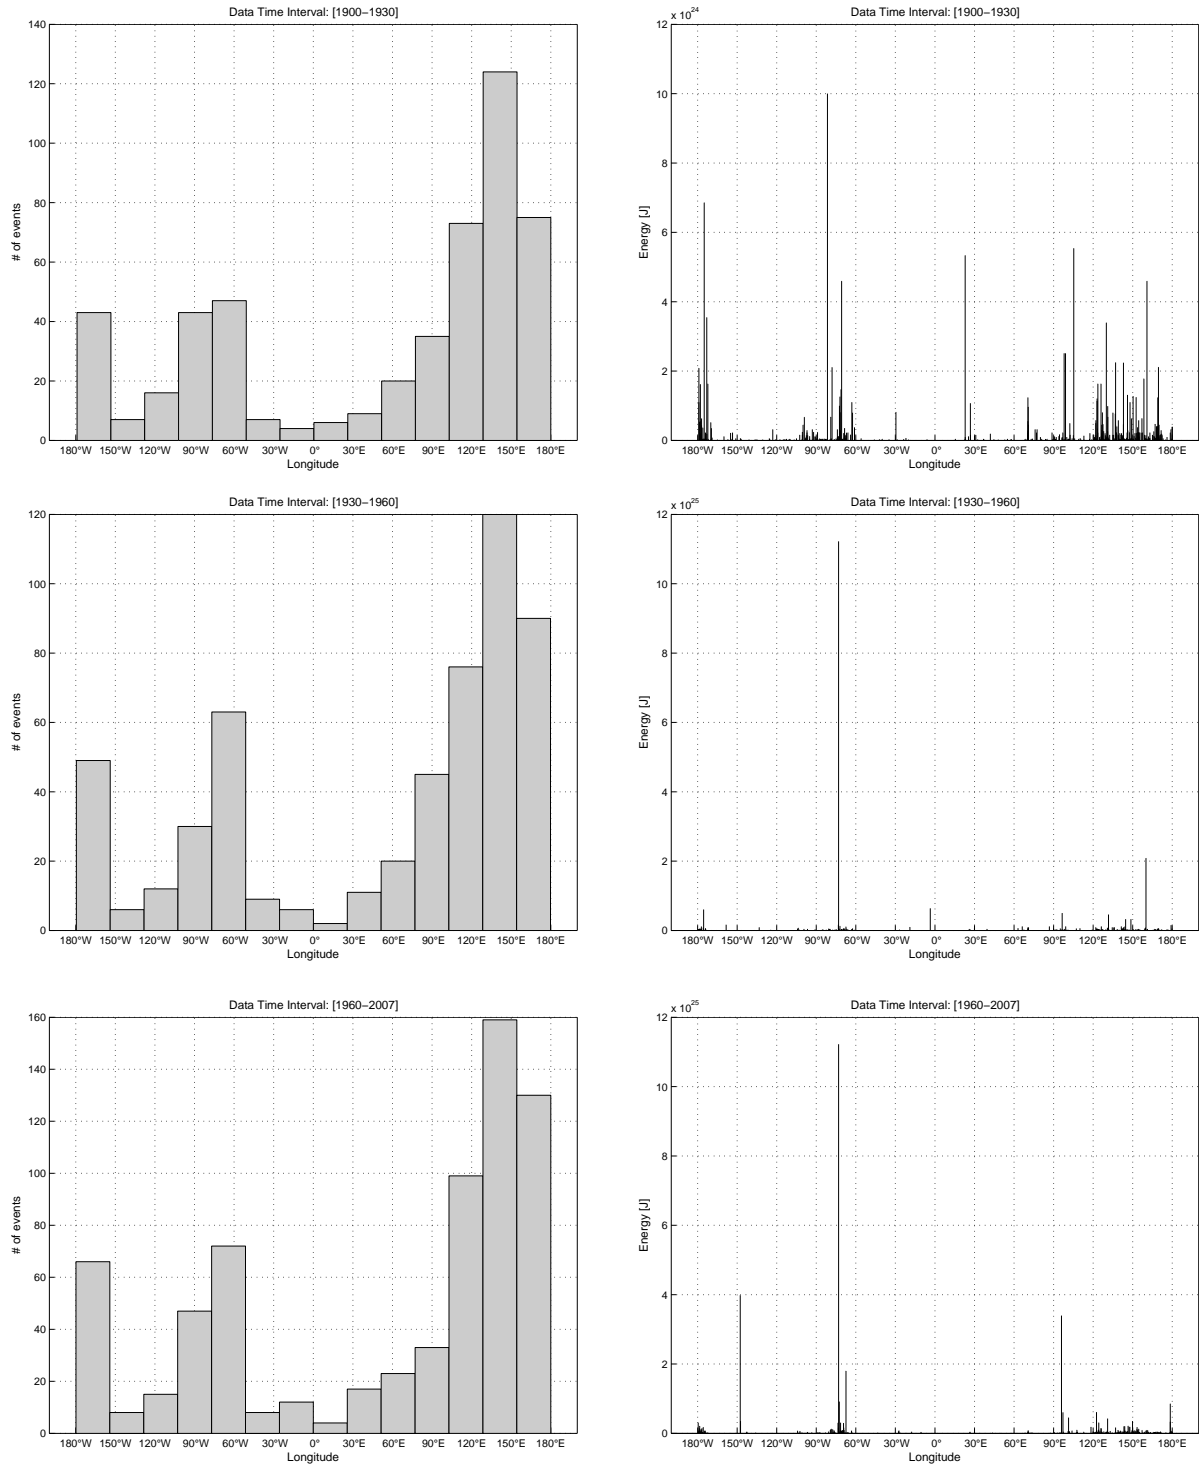 Data Time Interval: [1900−1930]
140
120
100
80
60
40
20
0
# of events
180°W 150°W 120°W 90°W 60°W 30°W 0° 30°E 60°E 90°E 120°E 150°E 180°E
Longitude
Data Time Interval: [1900−1930]
x 10^24
12
10
8
6
4
2
0
Energy [J]
180°W 150°W 120°W 90°W 60°W 30°W 0° 30°E 60°E 90°E 120°E 150°E 180°E
Longitude
Data Time Interval: [1930−1960]
120
100
80
60
40
20
0
# of events
180°W 150°W 120°W 90°W 60°W 30°W 0° 30°E 60°E 90°E 120°E 150°E 180°E
Longitude
Data Time Interval: [1930−1960]
x 10^25
12
10
8
6
4
2
0
Energy [J]
180°W 150°W 120°W 90°W 60°W 30°W 0° 30°E 60°E 90°E 120°E 150°E 180°E
Longitude
Data Time Interval: [1960−2007]
160
140
120
100
80
60
40
20
0
# of events
180°W 150°W 120°W 90°W 60°W 30°W 0° 30°E 60°E 90°E 120°E 150°E 180°E
Longitude
Data Time Interval: [1960−2007]
x 10^25
12
10
8
6
4
2
0
Energy [J]
180°W 150°W 120°W 90°W 60°W 30°W 0° 30°E 60°E 90°E 120°E 150°E 180°E
Longitude